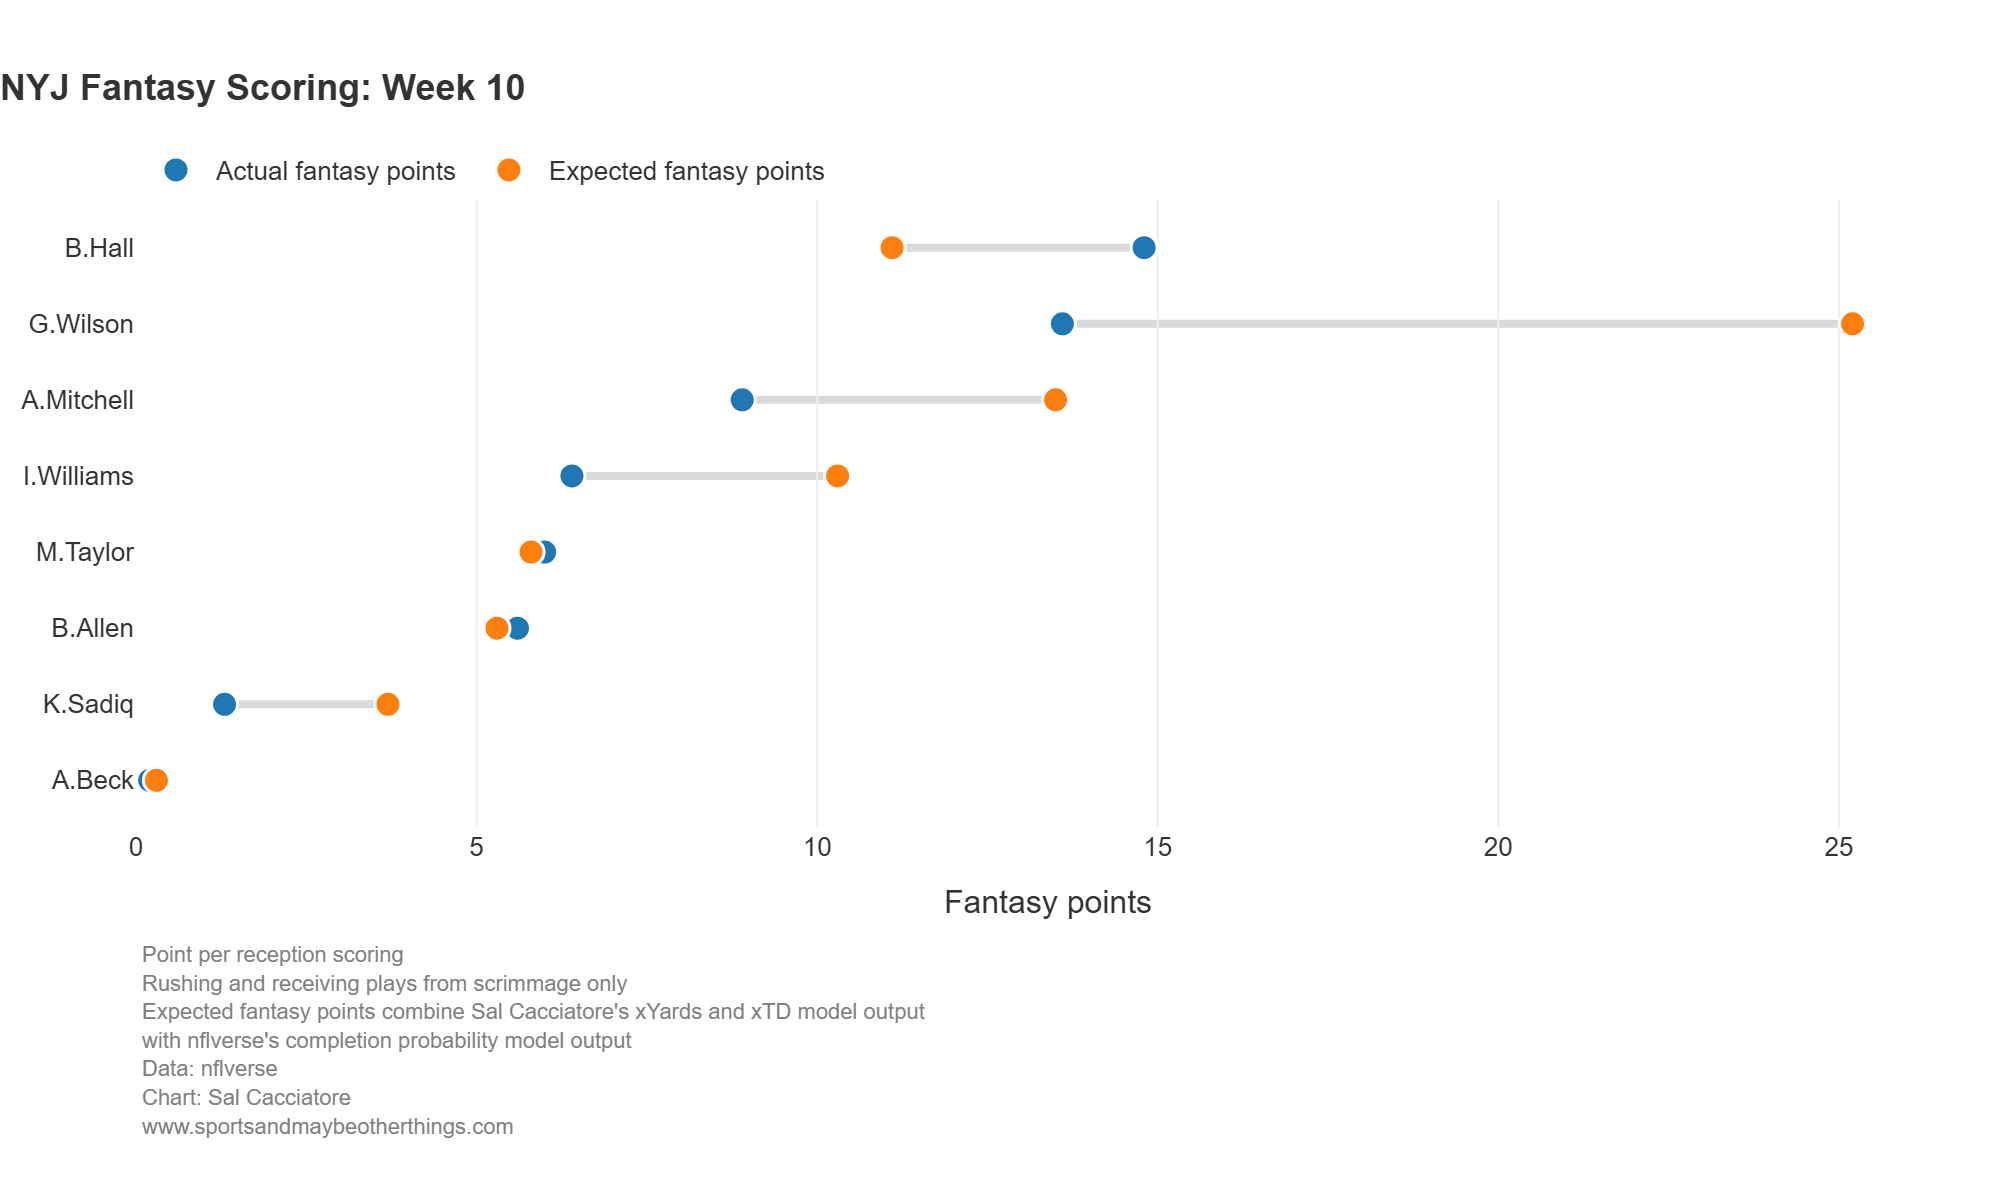 NYJ Fantasy Scoring: Week 10
Actual fantasy points
Expected fantasy points
B.Hall
G.Wilson
A.Mitchell
I.Williams
M.Taylor
B.Allen
K.Sadiq
A.Beck
0 5 10 15 20 25
Fantasy points
Point per reception scoring
Rushing and receiving plays from scrimmage only
Expected fantasy points combine Sal Cacciatore's xYards and xTD model output
with nflverse's completion probability model output
Data: nflverse
Chart: Sal Cacciatore
www.sportsandmaybeotherthings.com